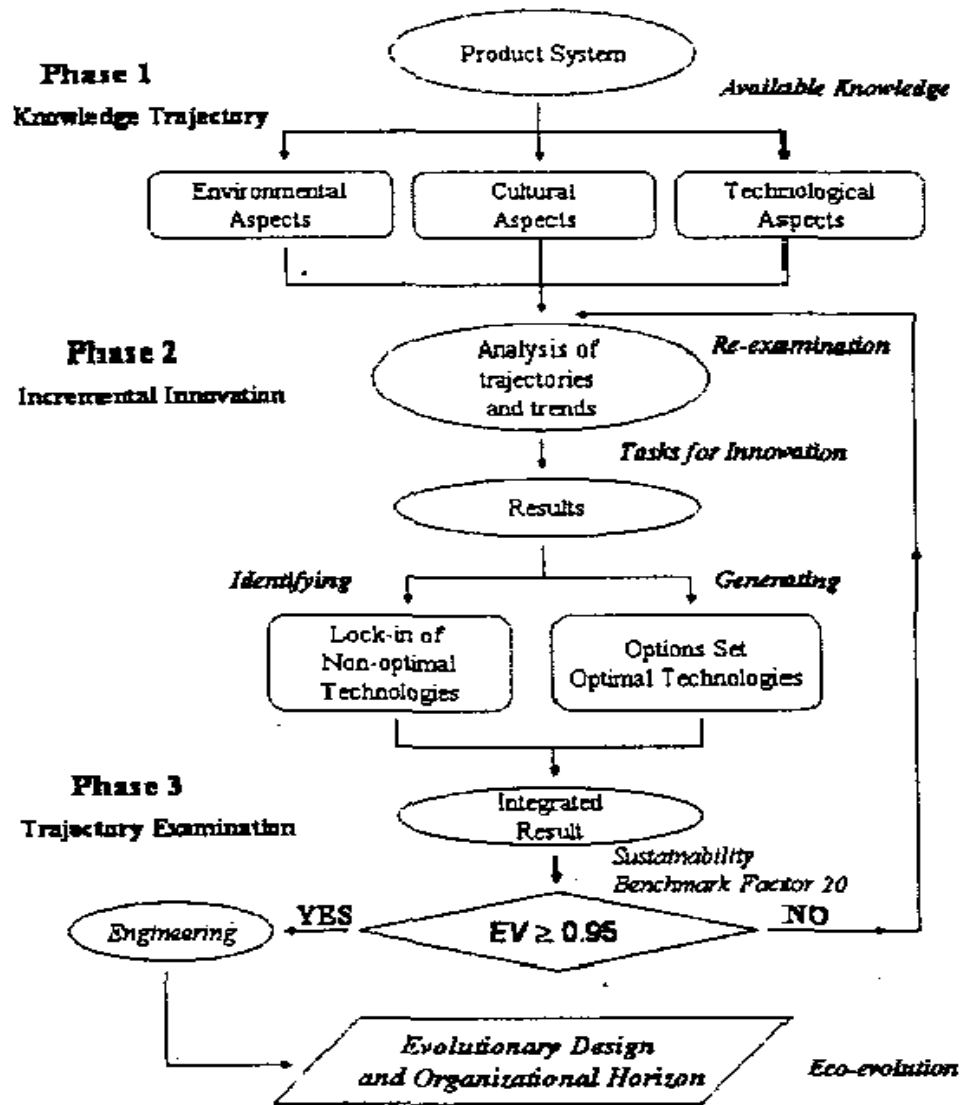 Product System
Phase 1
Available Knowledge
Knowledge Trajectory
Environmental
Aspects
Cultural
Aspects
Technological
Aspects
Phase 2
Incremental Innovation
Analysis of
trajectories
and trends
Re-examination
Tasks for Innovation
Results
Identifying
Generating
Lock-in of
Non-optimal
Technologies
Options Set
Optimal Technologies
Phase 3
Trajectory Examination
Integrated
Result
Sustainability
Benchmark Factor 20
Engineering
YES
EV ≥ 0.95
NO
Evolutionary Design
and Organizational Horizon
Eco-evolution